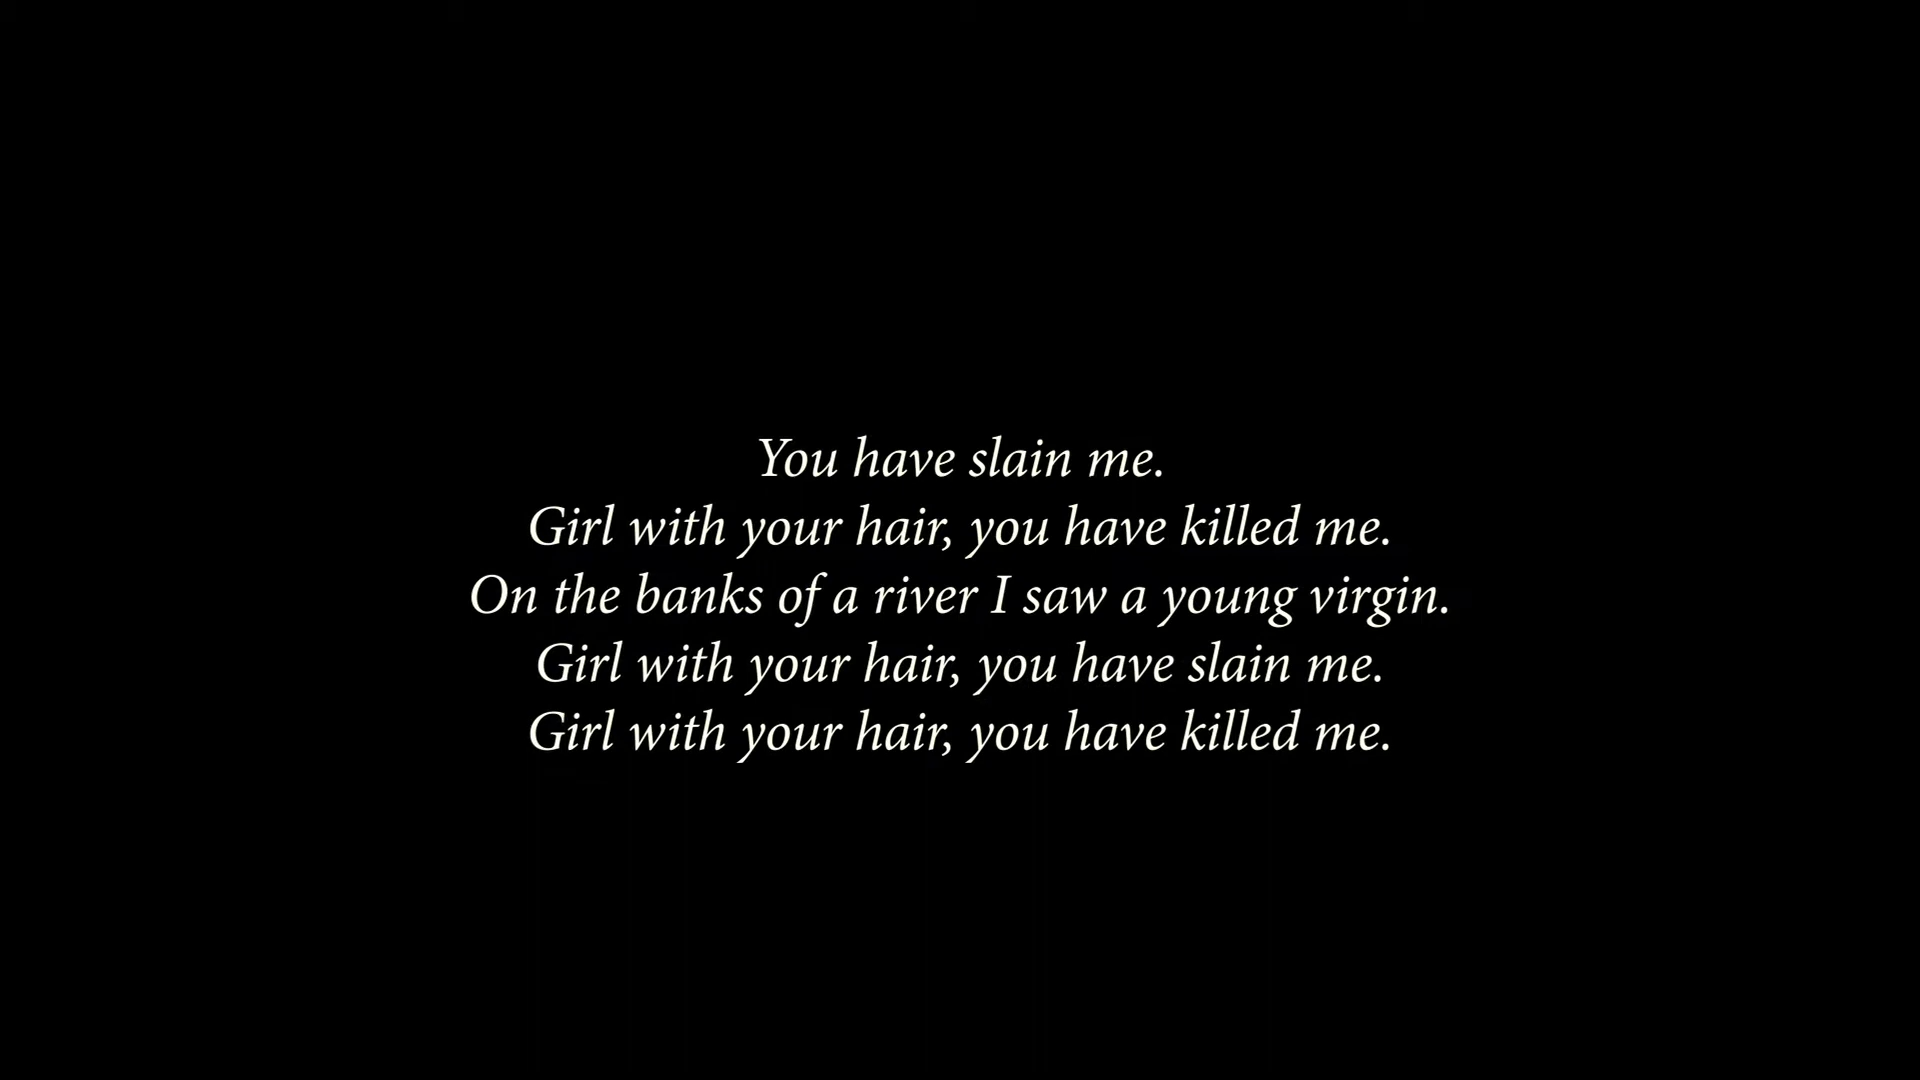 You have slain me.
Girl with your hair, you have killed me.
On the banks of a river I saw a young virgin.
Girl with your hair, you have slain me.
Girl with your hair, you have killed me.